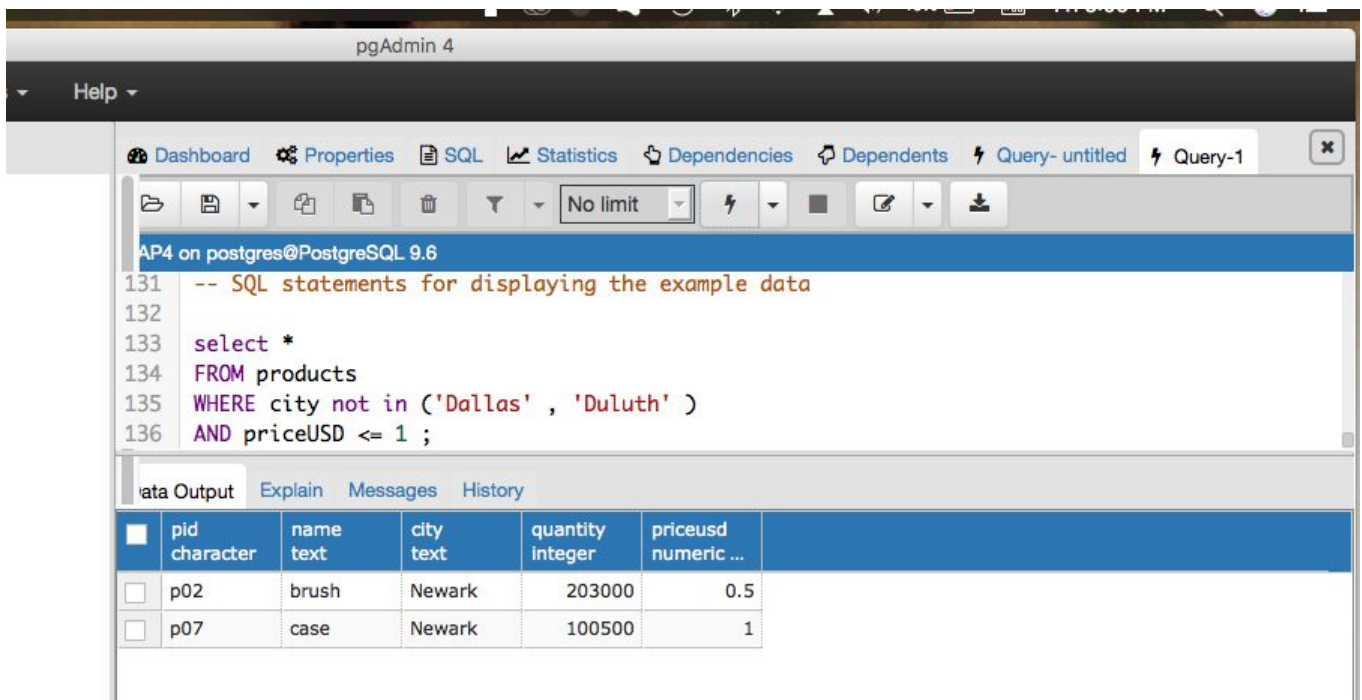 pgAdmin 4
Help
Dashboard Properties SQL Statistics Dependencies Dependents Query- untitled Query-1
No limit
AP4 on postgres@PostgreSQL 9.6
131 -- SQL statements for displaying the example data
132
133 select *
134 FROM products
135 WHERE city not in ('Dallas' , 'Duluth' )
136 AND priceUSD <= 1 ;
ata Output Explain Messages History
pid name city quantity priceusd
character text text integer numeric ...
p02 brush Newark 203000 0.5
p07 case Newark 100500 1